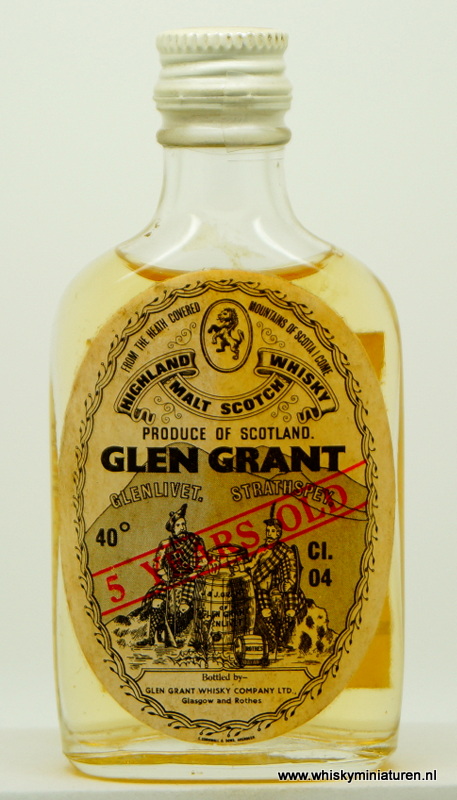 FROM THE HEATH COVERED MOUNTAINS OF SCOTIA I COME
HIGHLAND MALT SCOTCH WHISKY
PRODUCE OF SCOTLAND.
GLEN GRANT
GLENLIVET. STRATHSPEY.
5 YEARS OLD
40°
Cl.
04
Bottled by-
GLEN GRANT WHISKY COMPANY LTD.,
Glasgow and Rothes
www.whiskyminiaturen.nl